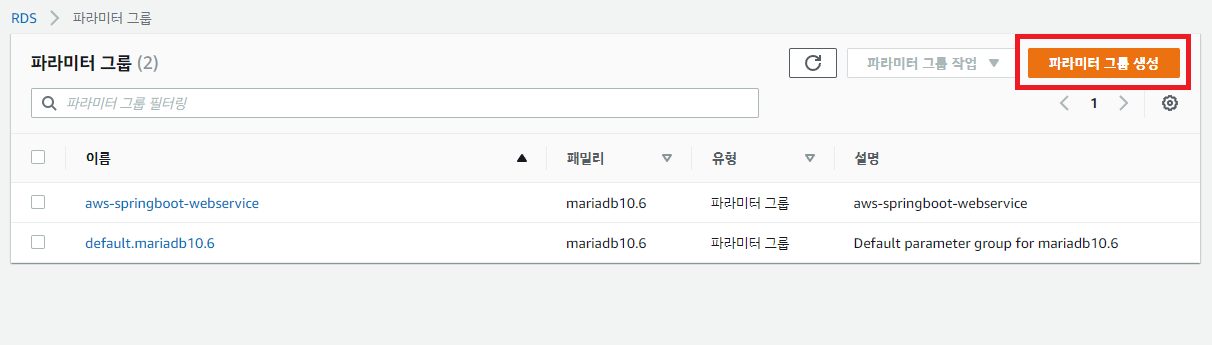 RDS 파라미터 그룹
파라미터 그룹 (2) 파라미터 그룹 작업 파라미터 그룹 생성
파라미터 그룹 필터링 1
이름 패밀리 유형 설명
aws-springboot-webservice mariadb10.6 파라미터 그룹 aws-springboot-webservice
default.mariadb10.6 mariadb10.6 파라미터 그룹 Default parameter group for mariadb10.6